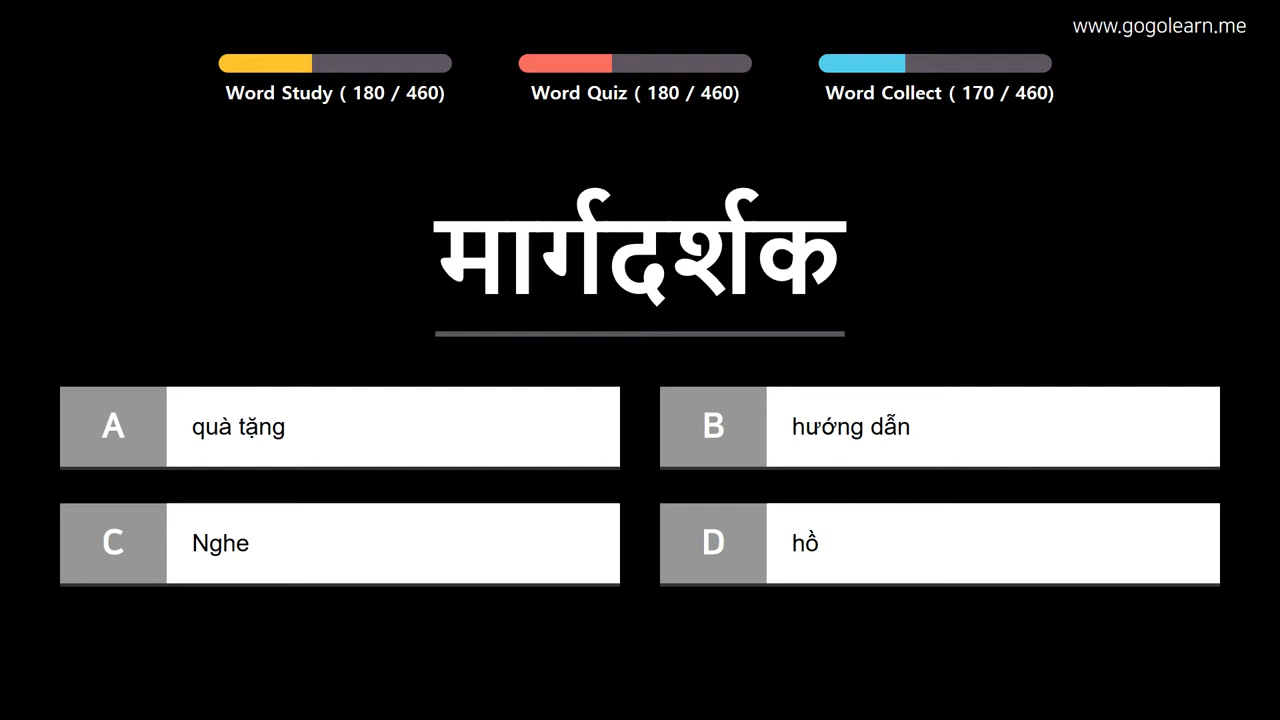 www.gogolearn.me
Word Study ( 180 / 460)
Word Quiz ( 180 / 460)
Word Collect ( 170 / 460)
मार्गदर्शक
A
quà tặng
B
hướng dẫn
C
Nghe
D
hồ